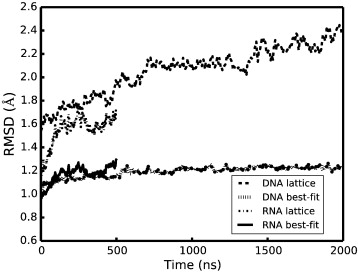 2.6
2.4
2.2
2.0
1.8
1.6
1.4
1.2
1.0
0.8
0.6
RMSD (Å)
DNA lattice
DNA best-fit
RNA lattice
RNA best-fit
0
500
1000
1500
2000
Time (ns)